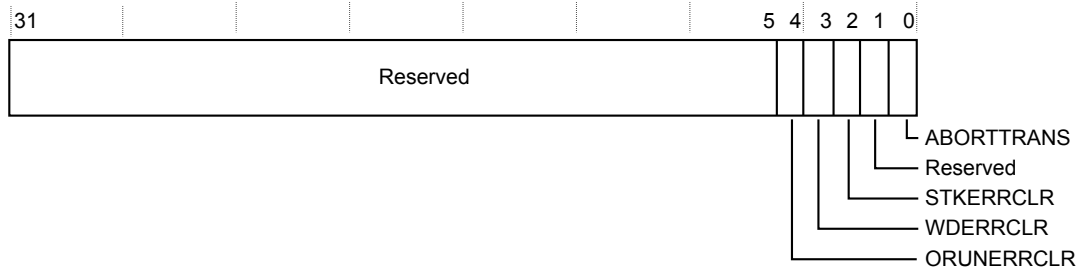 31 5 4 3 2 1 0
Reserved
ABORTTRANS
Reserved
STKERRCLR
WDERRCLR
ORUNERRCLR